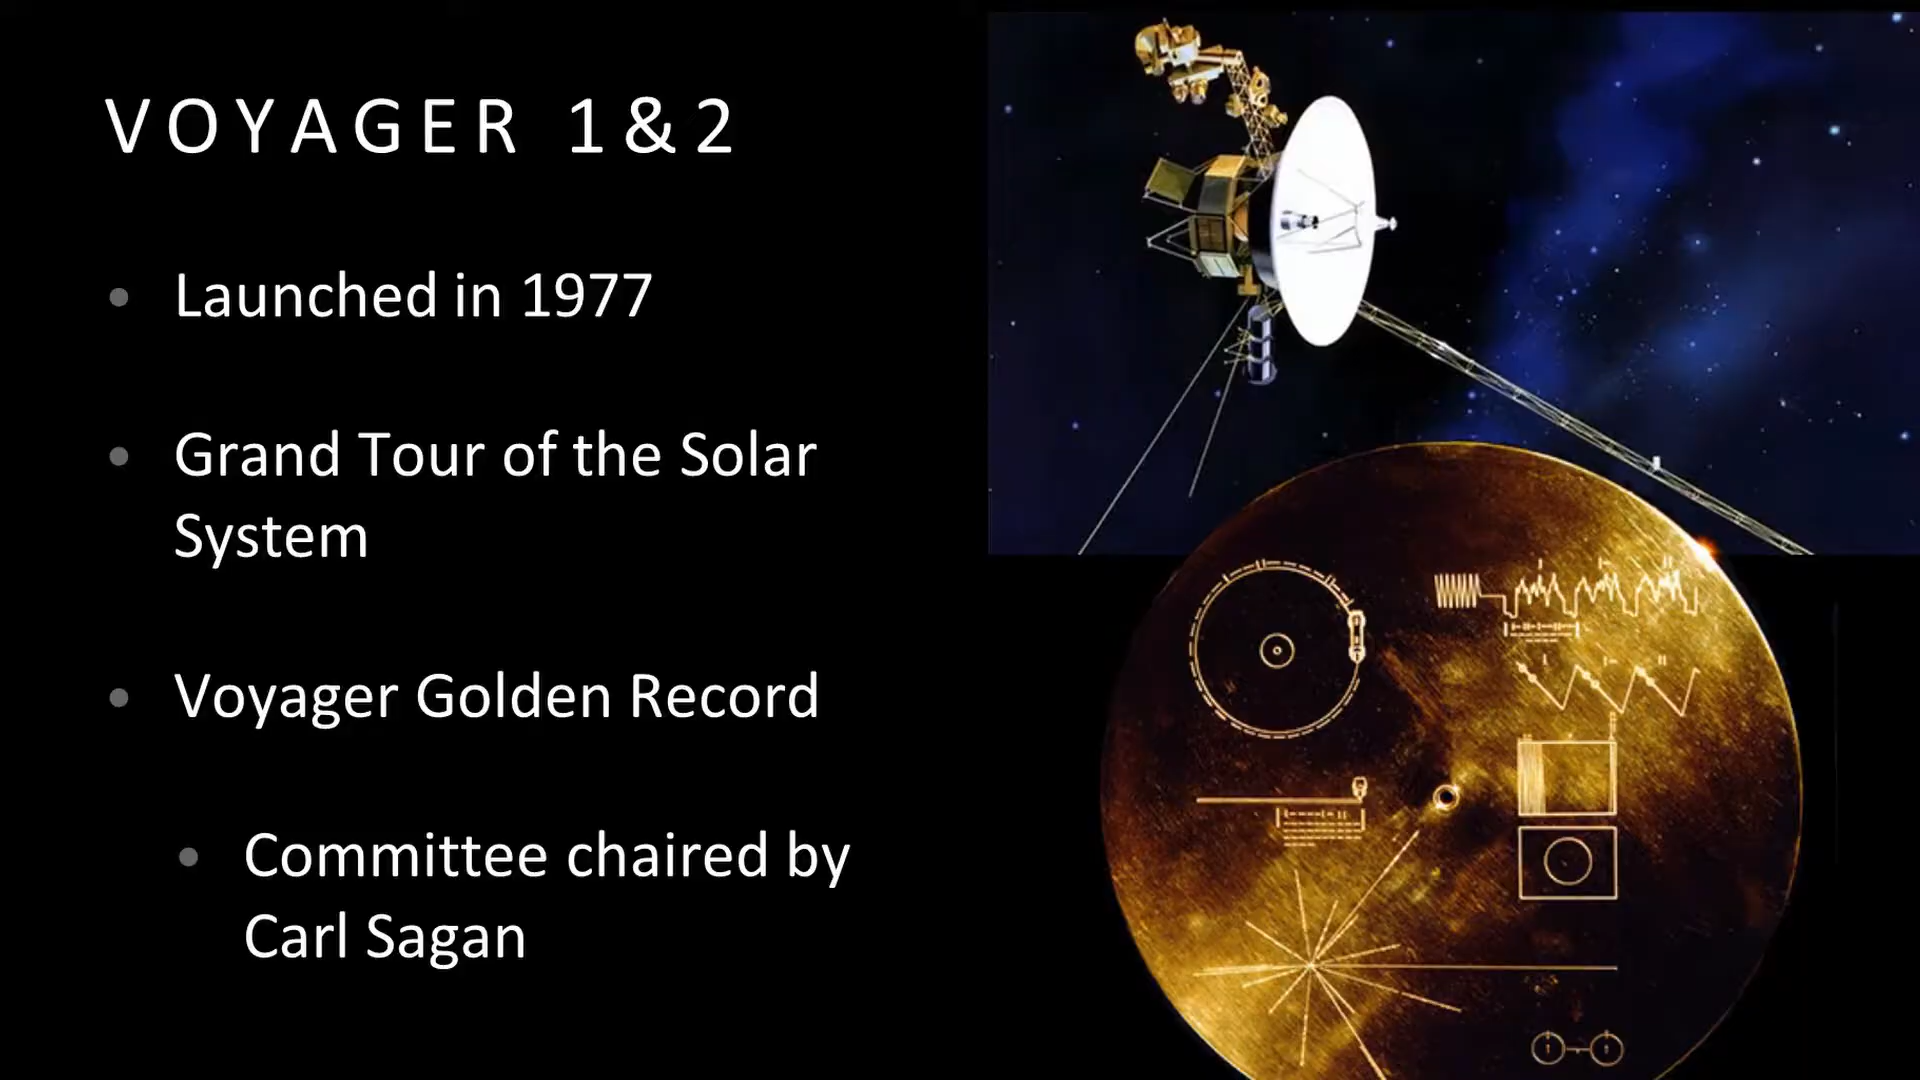 VOYAGER 1&2
Launched in 1977
Grand Tour of the Solar
System
Voyager Golden Record
Committee chaired by
Carl Sagan